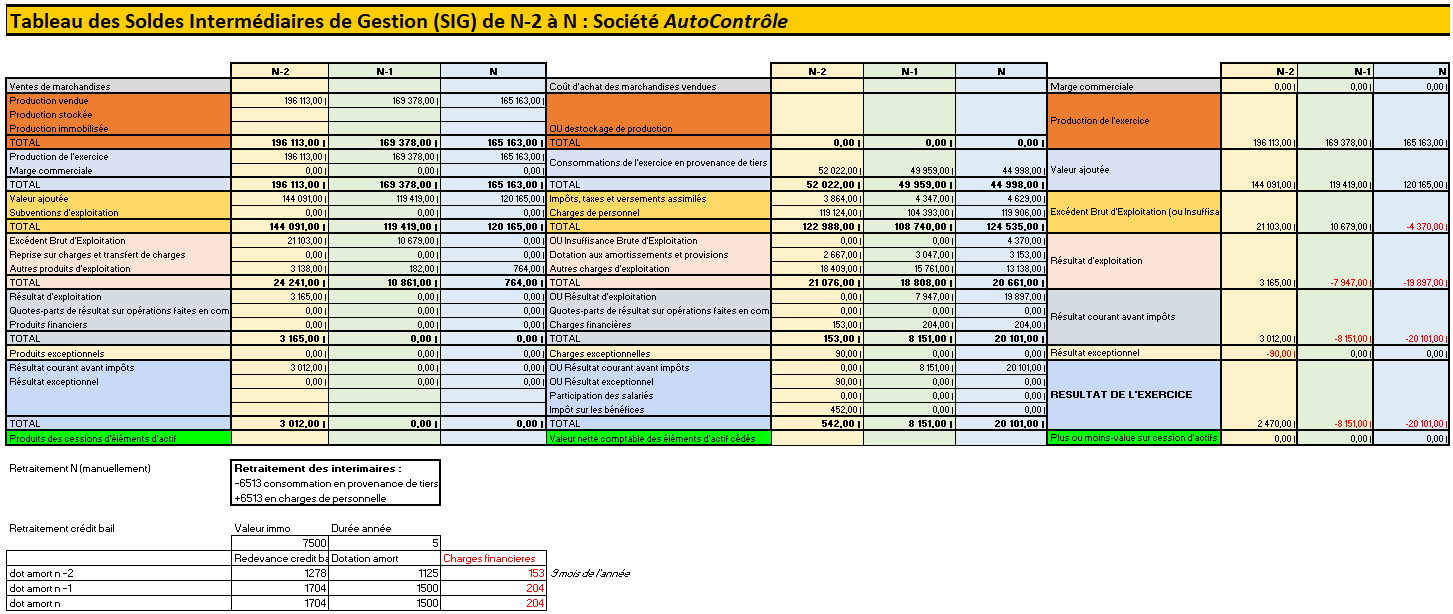 Tableau des Soldes Intermédiaires de Gestion (SIG) de N-2 à N : Société AutoContrôle
N-2 N-1 N N-2 N-1 N N-2 N-1 N
Ventes de marchandises Coût d'achat des marchandises vendues Marge commerciale 0,00 0,00 0,00
Production vendue 196 113,00 169 378,00 165 163,00
Production stockée Production de l'exercice
Production immobilisée OU destockage de production
TOTAL 196 113,00 169 378,00 165 163,00 TOTAL 0,00 0,00 0,00 196 113,00 169 378,00 165 163,00
Production de l'exercice 196 113,00 169 378,00 165 163,00 Consommations de l'exercice en provenance de tiers
Marge commerciale 0,00 0,00 0,00 52 022,00 49 959,00 44 998,00 Valeur ajoutée
TOTAL 196 113,00 169 378,00 165 163,00 TOTAL 52 022,00 49 959,00 44 998,00 144 091,00 119 419,00 120 165,00
Valeur ajoutée 144 091,00 119 419,00 120 165,00 Impôts, taxes et versements assimilés 3 864,00 4 347,00 4 629,00
Subventions d'exploitation 0,00 0,00 0,00 Charges de personnel 119 124,00 104 393,00 119 906,00 Excédent Brut d'Exploitation (ou Insuffisa
TOTAL 144 091,00 119 419,00 120 165,00 TOTAL 122 988,00 108 740,00 124 535,00 21 103,00 10 679,00 -4 370,00
Excédent Brut d'Exploitation 21 103,00 10 679,00 0,00 OU Insuffisance Brute d'Exploitation 0,00 0,00 4 370,00
Reprise sur charges et transfert de charges 0,00 0,00 0,00 Dotation aux amortissements et provisions 2 667,00 3 047,00 3 153,00 Résultat d'exploitation
Autres produits d'exploitation 3 138,00 182,00 764,00 Autres charges d'exploitation 18 409,00 15 761,00 13 138,00
TOTAL 24 241,00 10 861,00 764,00 TOTAL 21 076,00 18 808,00 20 661,00 3 165,00 -7 947,00 -19 897,00
Résultat d'exploitation 3 165,00 0,00 0,00 OU Résultat d'exploitation 0,00 7 947,00 19 897,00
Quotes-parts de résultat sur opérations faites en com 0,00 0,00 0,00 Quotes-parts de résultat sur opérations faites en com 0,00 0,00 0,00 Résultat courant avant impôts
Produits financiers 0,00 0,00 0,00 Charges financières 153,00 204,00 204,00
TOTAL 3 165,00 0,00 0,00 TOTAL 153,00 8 151,00 20 101,00 3 012,00 -8 151,00 -20 101,00
Produits exceptionnels 0,00 0,00 0,00 Charges exceptionnelles 90,00 0,00 0,00 Résultat exceptionnel -90,00 0,00 0,00
Résultat courant avant impôts 3 012,00 0,00 0,00 OU Résultat courant avant impôts 0,00 8 151,00 20 101,00
Résultat exceptionnel 0,00 0,00 0,00 OU Résultat exceptionnel 90,00 0,00 0,00
Participation des salariés 0,00 0,00 0,00 RESULTAT DE L'EXERCICE
Impôt sur les bénéfices 452,00 0,00 0,00
TOTAL 3 012,00 0,00 0,00 TOTAL 542,00 8 151,00 20 101,00 2 470,00 -8 151,00 -20 101,00
Produits des cessions d'éléments d'actif Valeur nette comptable des éléments d'actif cédés Plus ou moins-value sur cession d'actifs 0,00 0,00 0,00
Retraitement N (manuellement) Retraitement des interimaires :
-6513 consommation en provenance de tiers
+6513 en charges de personnelle
Retraitement crédit bail Valeur immo Durée année
7500 5
Redevance credit ba Dotation amort Charges financieres
dot amort n -2 1278 1125 153 9 mois de l'année
dot amort n -1 1704 1500 204
dot amort n 1704 1500 204